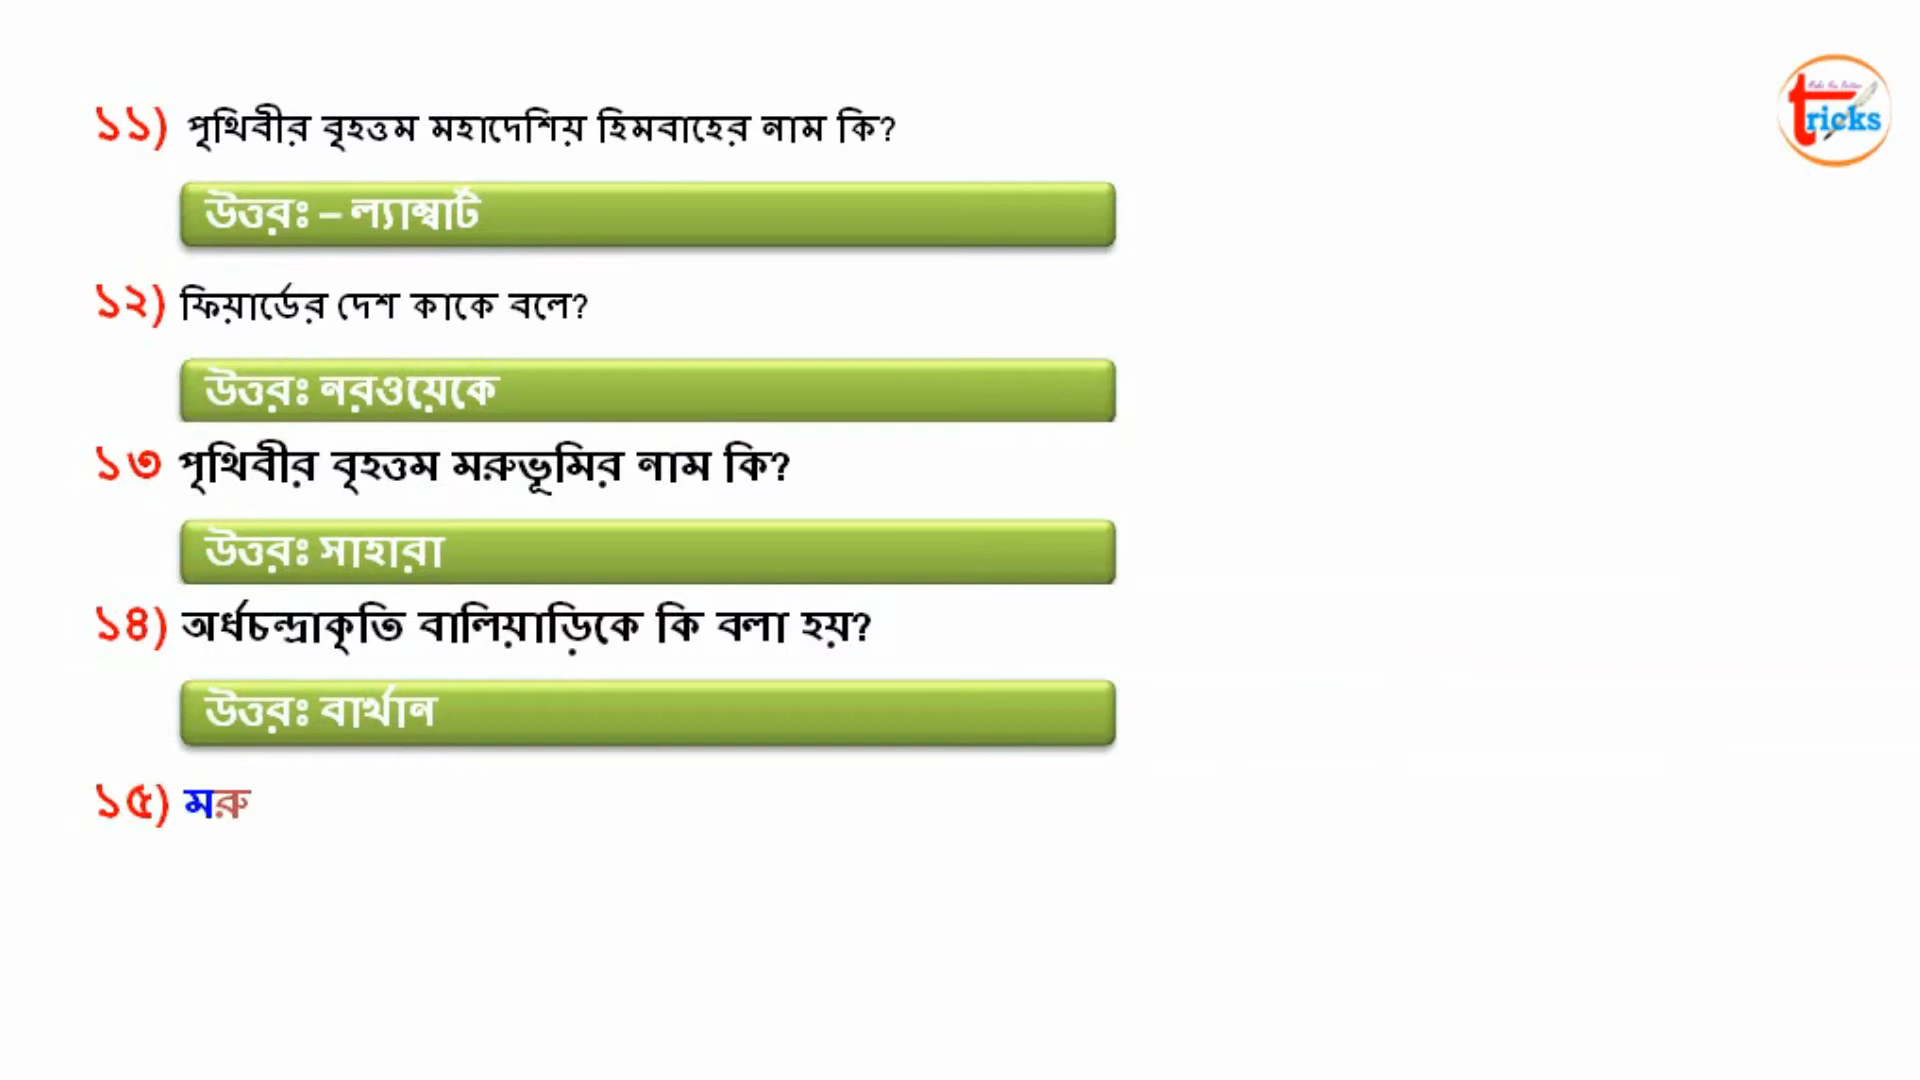 ১১) পৃথিবীর বৃহত্তম মহাদেশিয় হিমবাহের নাম কি?
উত্তরঃ – ল্যাম্বার্ট
১২) ফিয়ার্ডের দেশ কাকে বলে?
উত্তরঃ নরওয়েকে
১৩ পৃথিবীর বৃহত্তম মরুভূমির নাম কি?
উত্তরঃ সাহারা
১৪) অর্ধচন্দ্রাকৃতি বালিয়াড়িকে কি বলা হয়?
উত্তরঃ বার্খান
১৫) মরু
tricks